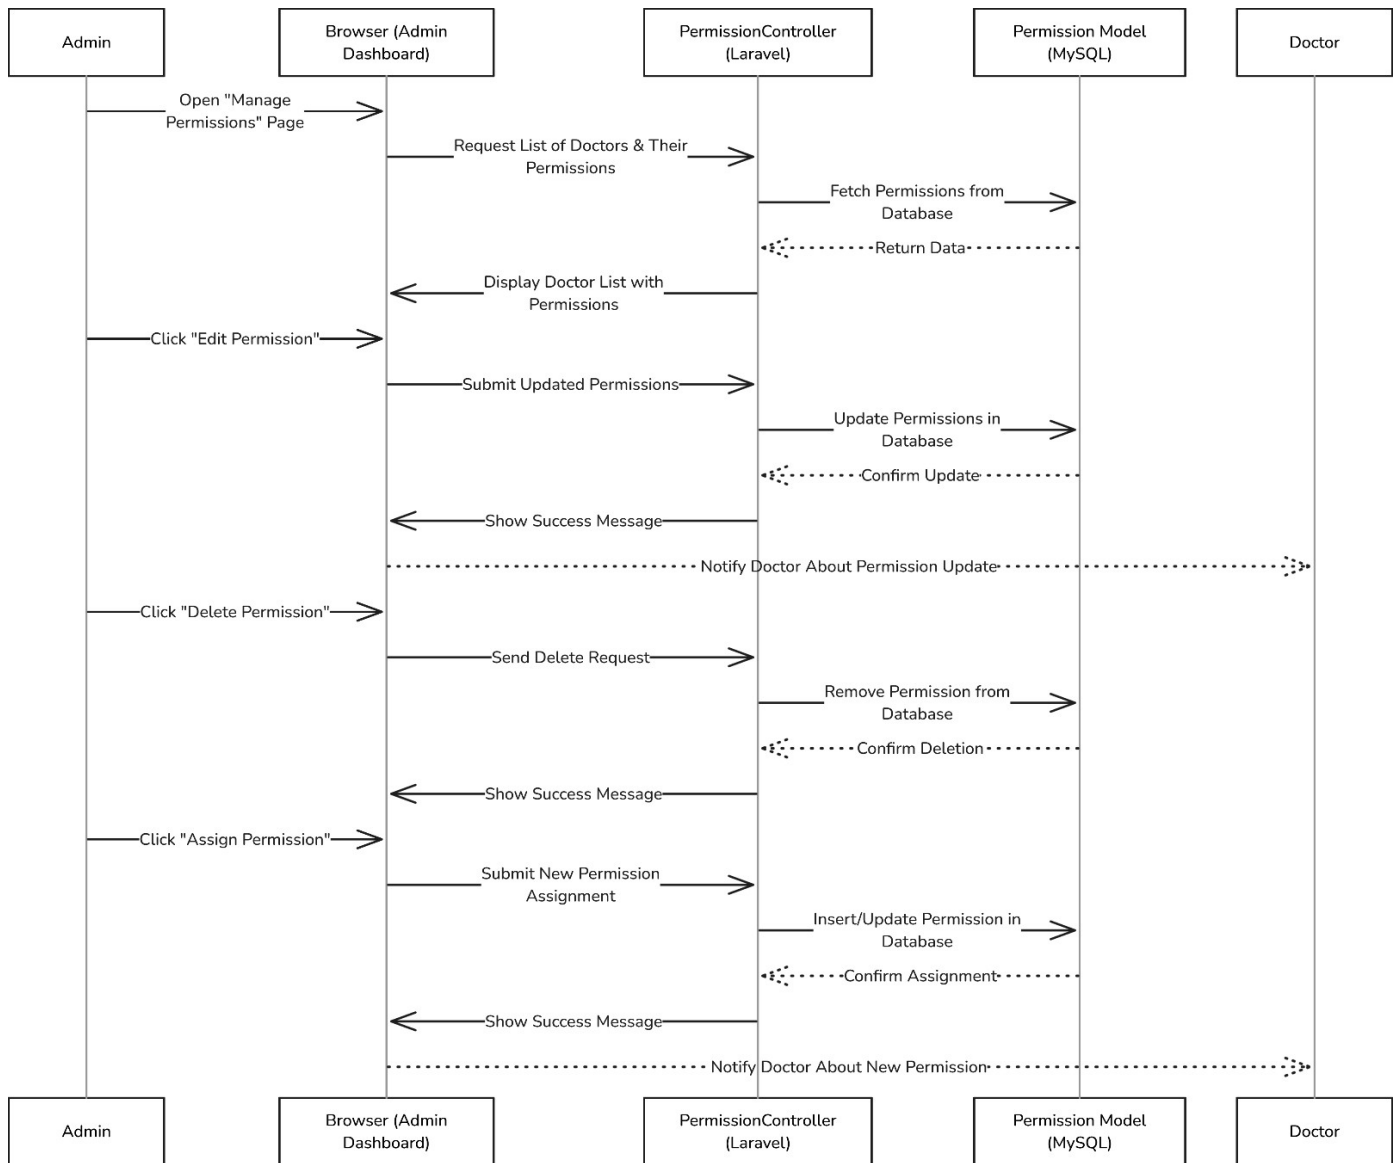 Admin
Browser (Admin
Dashboard)
PermissionController
(Laravel)
Permission Model
(MySQL)
Doctor
Open "Manage
Permissions" Page
Request List of Doctors & Their
Permissions
Fetch Permissions from
Database
Return Data
Display Doctor List with
Permissions
Click "Edit Permission"
Submit Updated Permissions
Update Permissions in
Database
Confirm Update
Show Success Message
Notify Doctor About Permission Update
Click "Delete Permission"
Send Delete Request
Remove Permission from
Database
Confirm Deletion
Show Success Message
Click "Assign Permission"
Submit New Permission
Assignment
Insert/Update Permission in
Database
Confirm Assignment
Show Success Message
Notify Doctor About New Permission
Admin
Browser (Admin
Dashboard)
PermissionController
(Laravel)
Permission Model
(MySQL)
Doctor